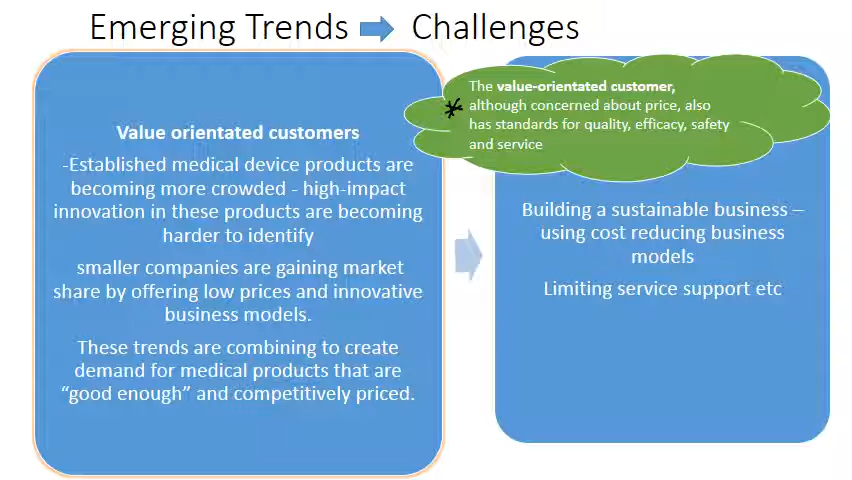 Emerging Trends Challenges
Value orientated customers
-Established medical device products are
becoming more crowded - high-impact
innovation in these products are becoming
harder to identify
smaller companies are gaining market
share by offering low prices and innovative
business models.
These trends are combining to create
demand for medical products that are
“good enough” and competitively priced.
The value-orientated customer,
although concerned about price, also
has standards for quality, efficacy, safety
and service
Building a sustainable business –
using cost reducing business
models
Limiting service support etc